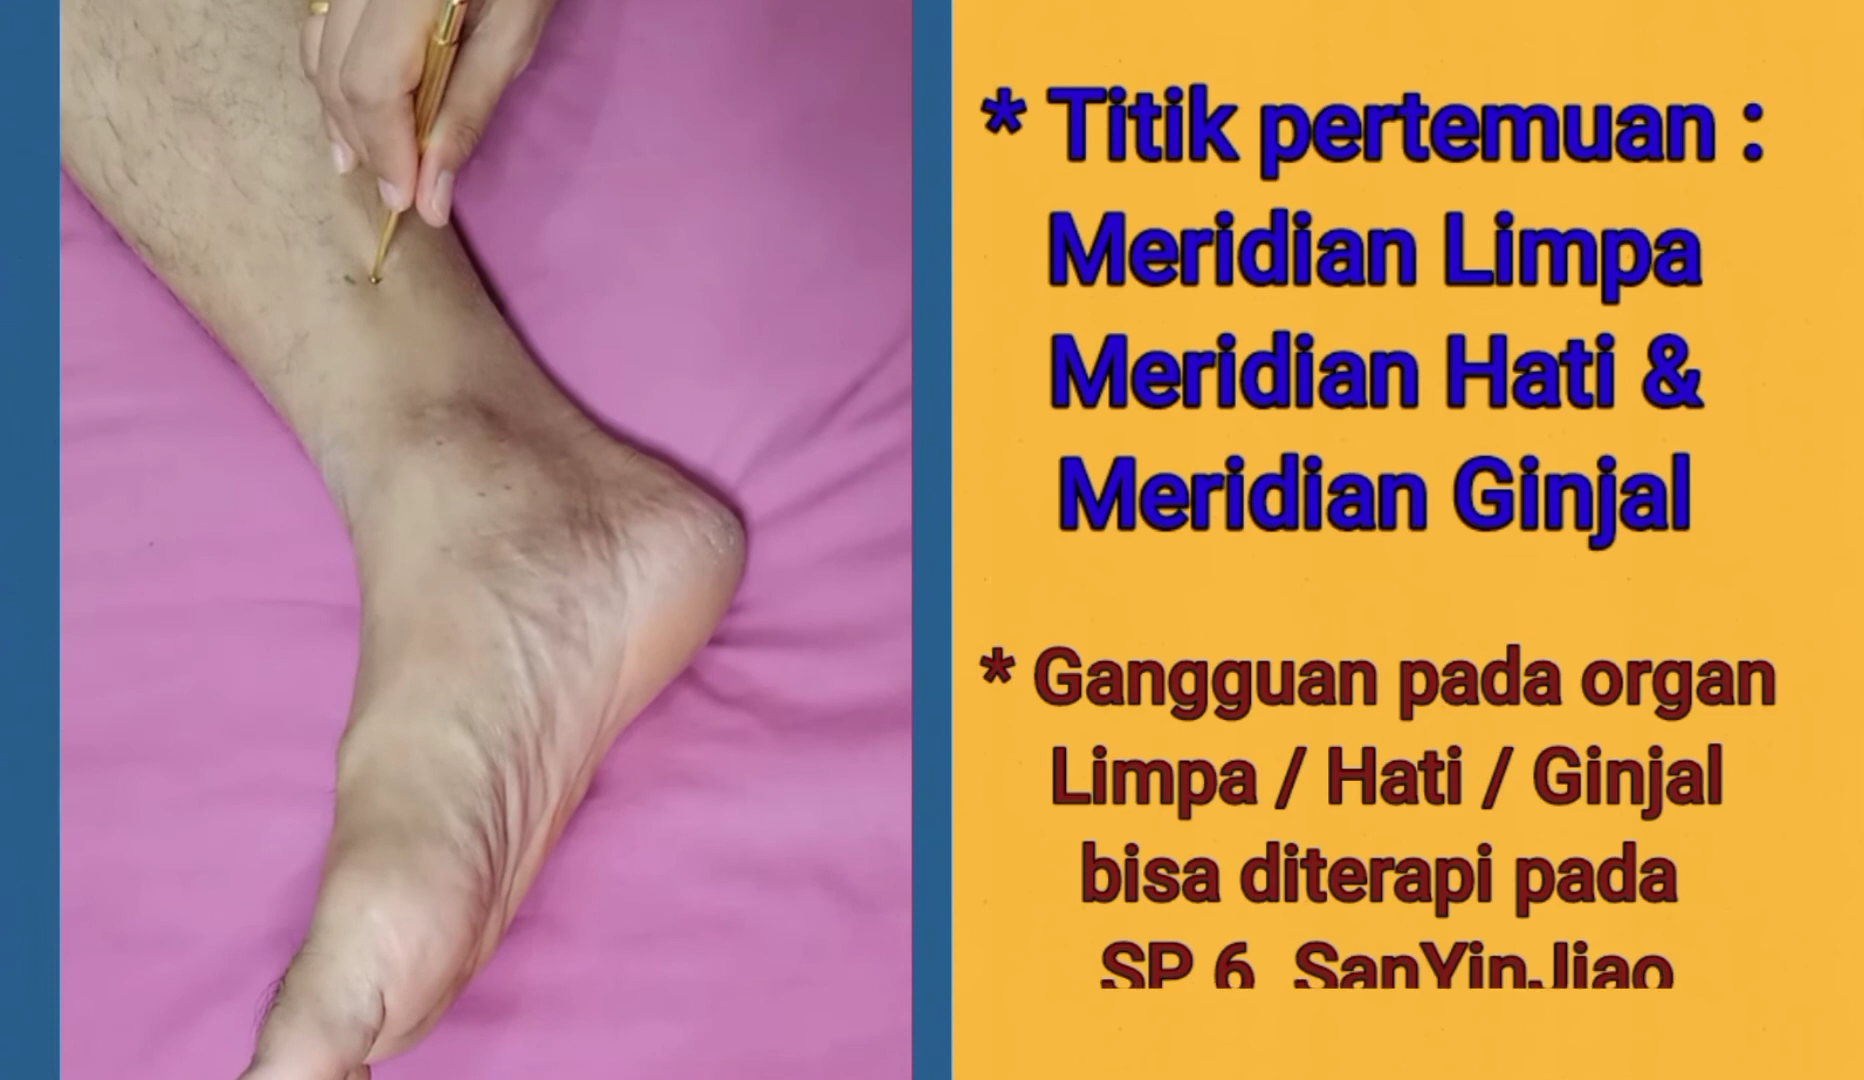 * Titik pertemuan :
Meridian Limpa
Meridian Hati &
Meridian Ginjal
* Gangguan pada organ
Limpa / Hati / Ginjal
bisa diterapi pada
SP 6 SanYinJiao